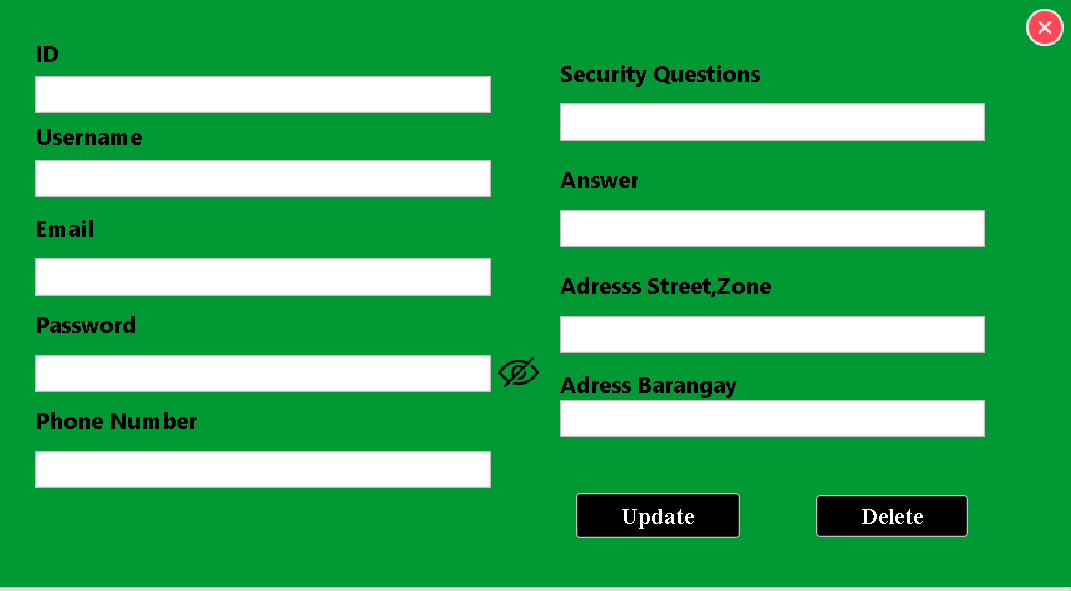 ID
Username
Email
Password
Phone Number
Security Questions
Answer
Adresss Street,Zone
Adress Barangay
Update
Delete